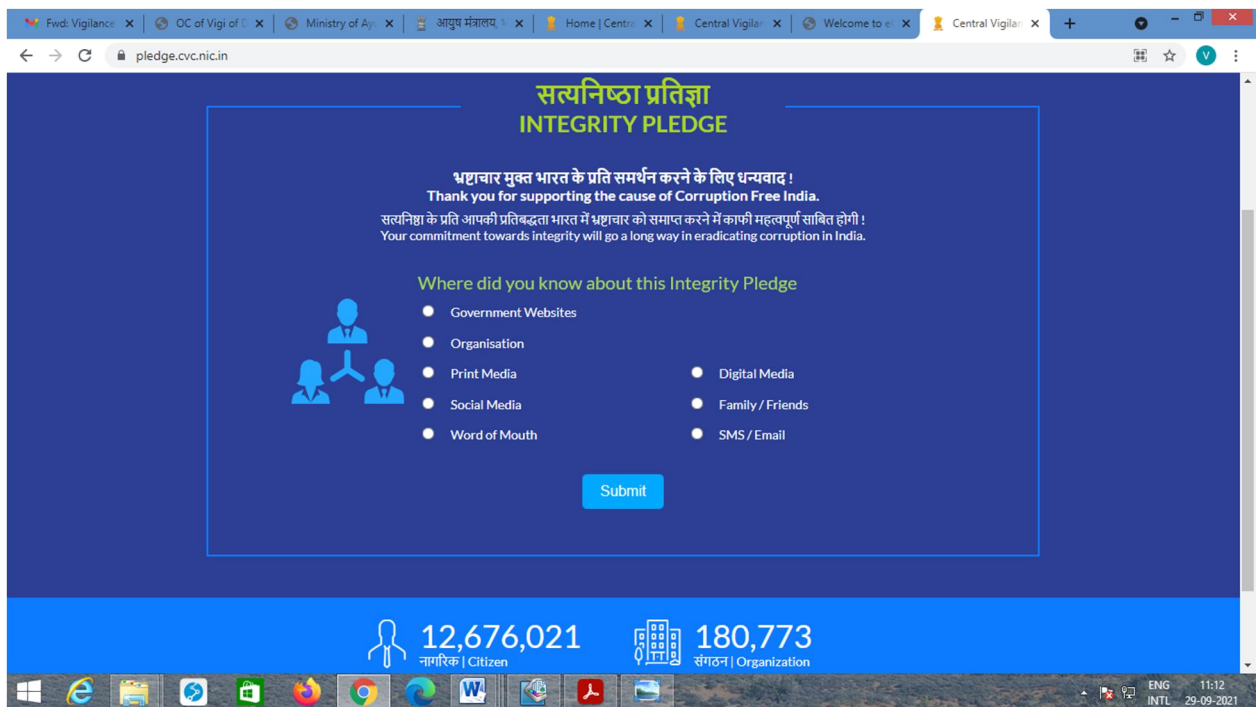 Fwd: Vigilance
OC of Vigi of D
Ministry of Ayu
आयुष मंत्रालय,
Home | Centra
Central Vigilan
Welcome to e
Central Vigilan
pledge.cvc.nic.in
V
सत्यनिष्ठा प्रतिज्ञा
INTEGRITY PLEDGE
भ्रष्टाचार मुक्त भारत के प्रति समर्थन करने के लिए धन्यवाद !
Thank you for supporting the cause of Corruption Free India.
सत्यनिष्ठा के प्रति आपकी प्रतिबद्धता भारत में भ्रष्टाचार को समाप्त करने में काफी महत्वपूर्ण साबित होगी !
Your commitment towards integrity will go a long way in eradicating corruption in India.
Where did you know about this Integrity Pledge
Government Websites
Organisation
Print Media
Digital Media
Social Media
Family / Friends
Word of Mouth
SMS / Email
Submit
12,676,021
नागरिक | Citizen
180,773
संगठन | Organization
ENG
INTL
11:12
29-09-2021